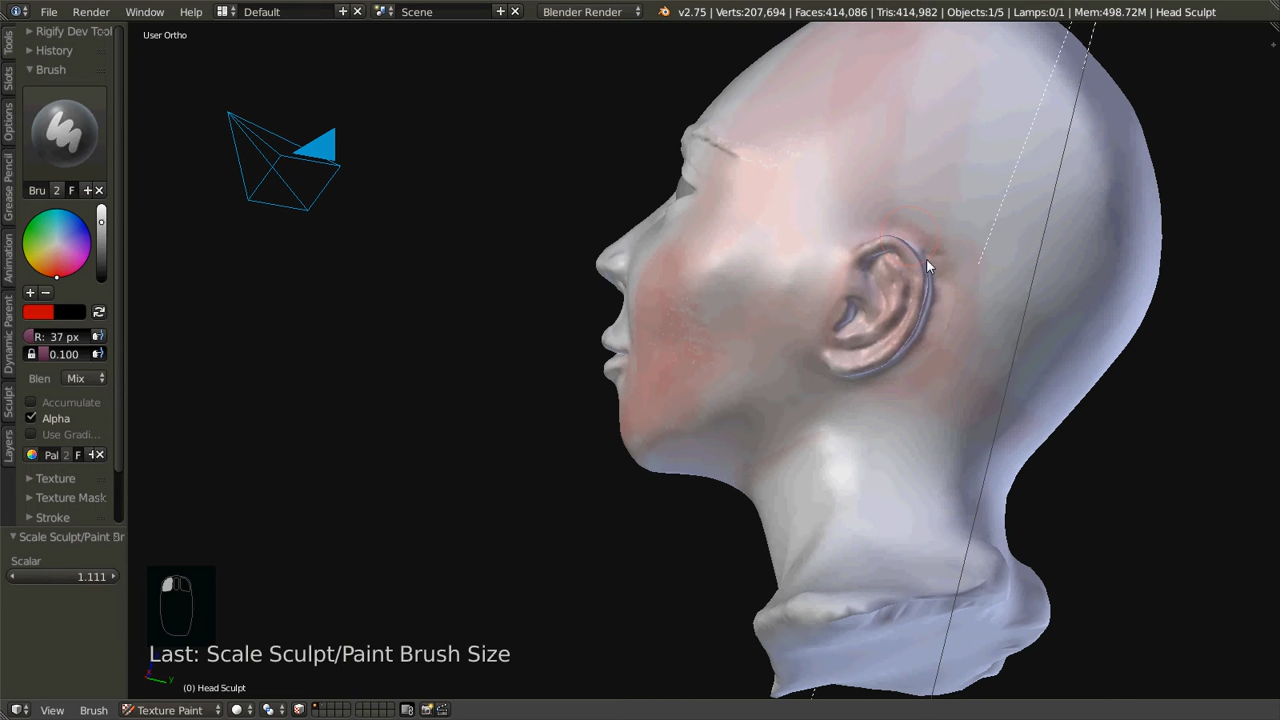 File Render Window Help Default Scene Blender Render v2.75 | Verts:207,694 | Faces:414,086 | Tris:414,982 | Objects:1/5 | Lamps:0/1 | Mem:498.72M | Head Sculpt
Tools
Slots
Options
Grease Pencil
Animation
Dynamic Parent
Sculpt
Layers
Rigify Dev Tool
History
Brush
Bru 2 F
R: 37 px
0.100
Blen Mix
Accumulate
Alpha
Use Gradi...
Pal 2 F
Texture
Texture Mask
Stroke
Scale Sculpt/Paint Br
Scalar
1.111
User Ortho
Last: Scale Sculpt/Paint Brush Size
x y
(0) Head Sculpt
View Brush Texture Paint